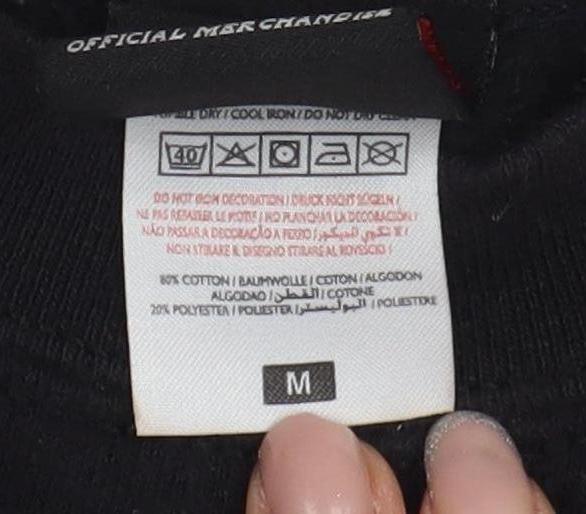 OFFICIAL MERCHANDISE
DRY / COOL IRON / DO NOT DRY CLEAN
40
DO NOT IRON DECORATION / DRUCK NICHT BÜGELN /
NE PAS REPASSER LE MOTIF / NO PLANCHAR LA DECORACIÓN /
NÃO PASSAR A DECORAÇÃO A FERRO / لا تكوي الديكور /
NON STIRARE IL DISEGNO STIRARE AL ROVESCIO /
80% COTTON / BAUMWOLLE / COTON / ALGODON
ALGODAO / القطن / COTONE
20% POLYESTER / POLIESTER / البوليستر / POLIESTERE
M